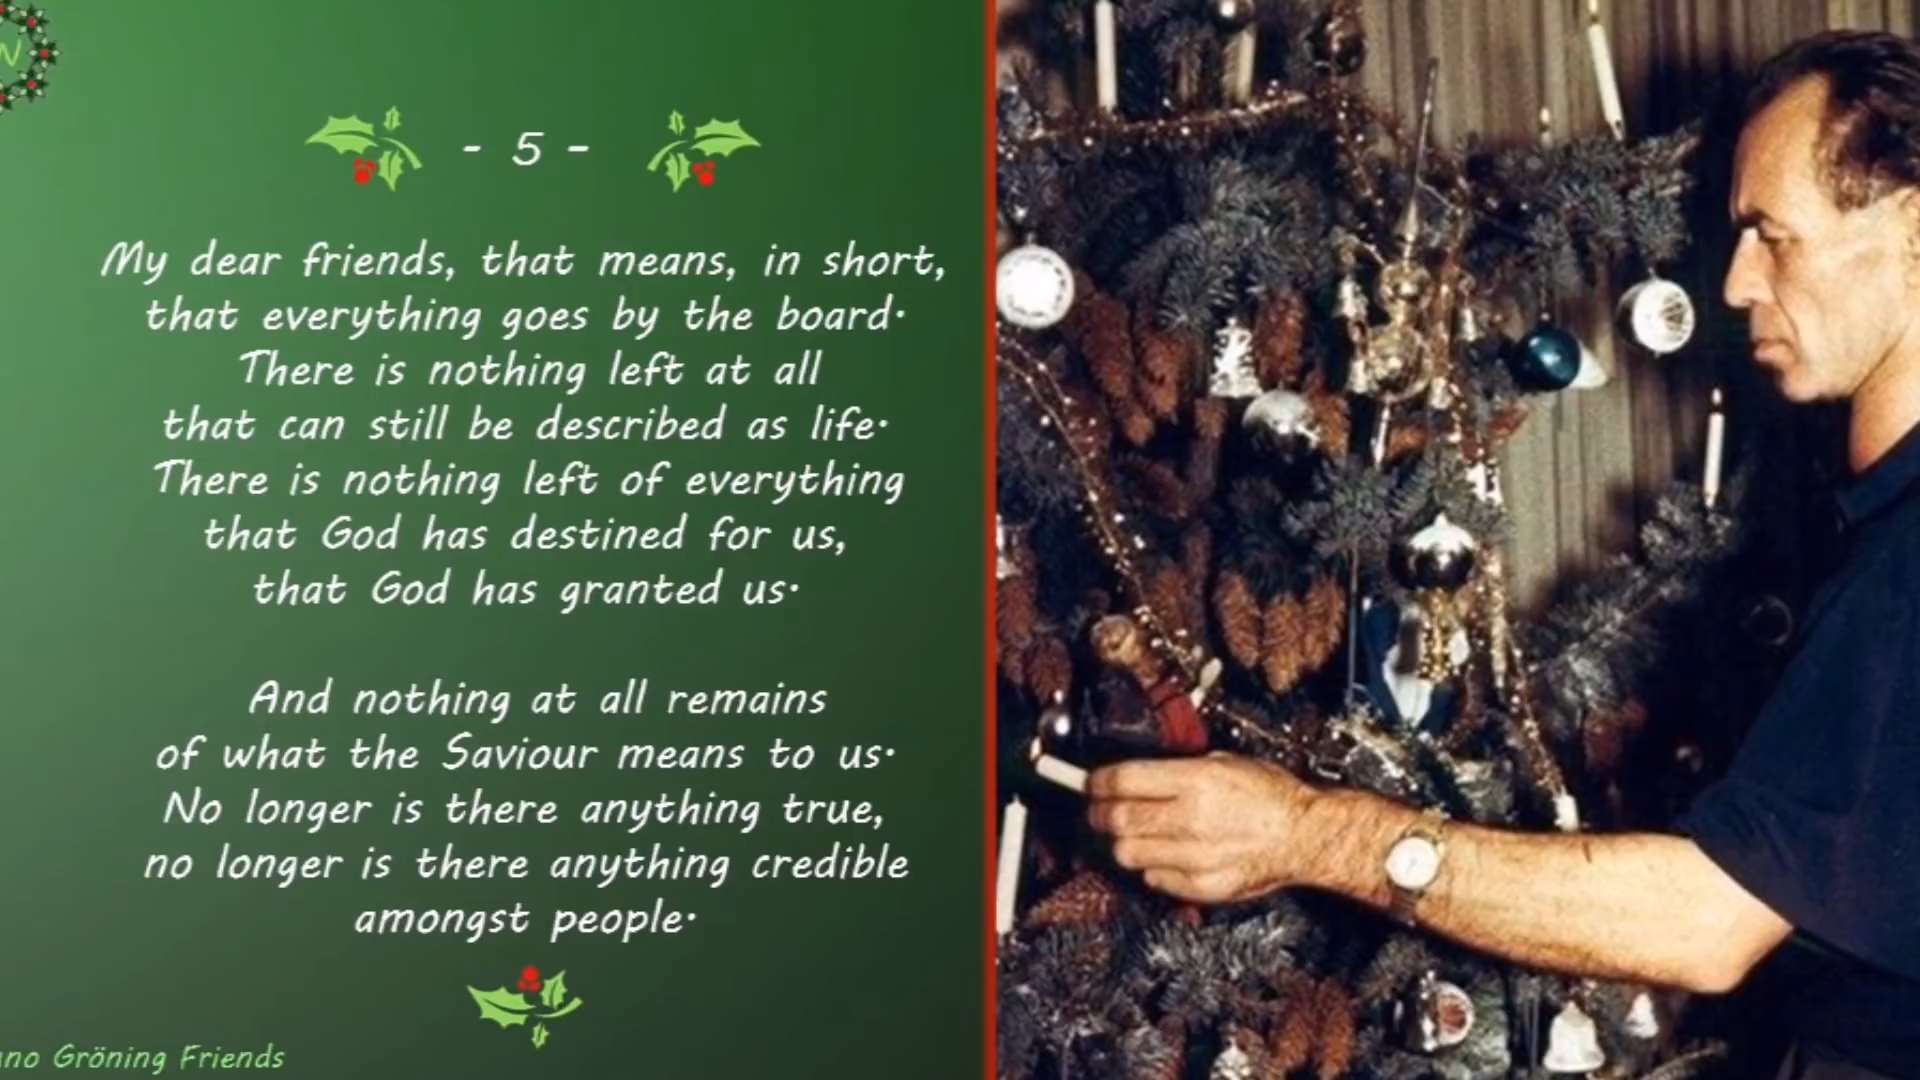 - 5 -
My dear friends, that means, in short,
that everything goes by the board.
There is nothing left at all
that can still be described as life.
There is nothing left of everything
that God has destined for us,
that God has granted us.
And nothing at all remains
of what the Saviour means to us.
No longer is there anything true,
no longer is there anything credible
amongst people.
Gröning Friends